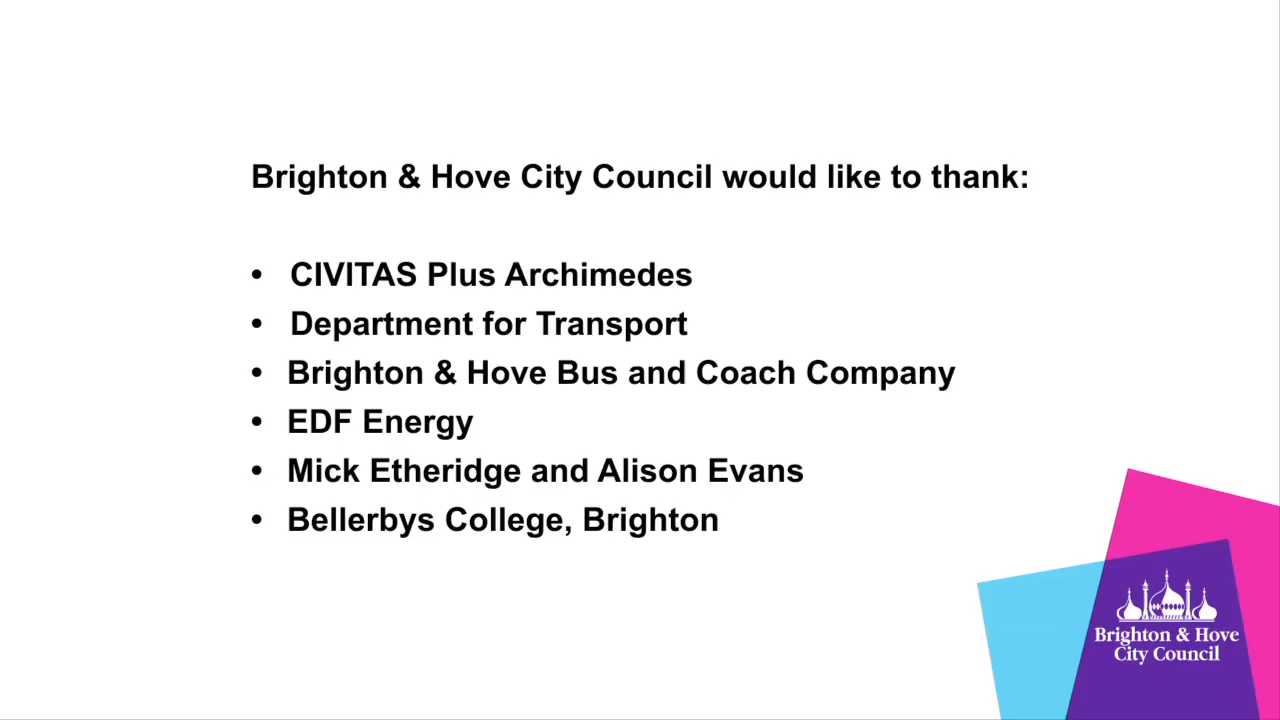 Brighton & Hove City Council would like to thank:
• CIVITAS Plus Archimedes
• Department for Transport
• Brighton & Hove Bus and Coach Company
• EDF Energy
• Mick Etheridge and Alison Evans
• Bellerbys College, Brighton
Brighton & Hove
City Council